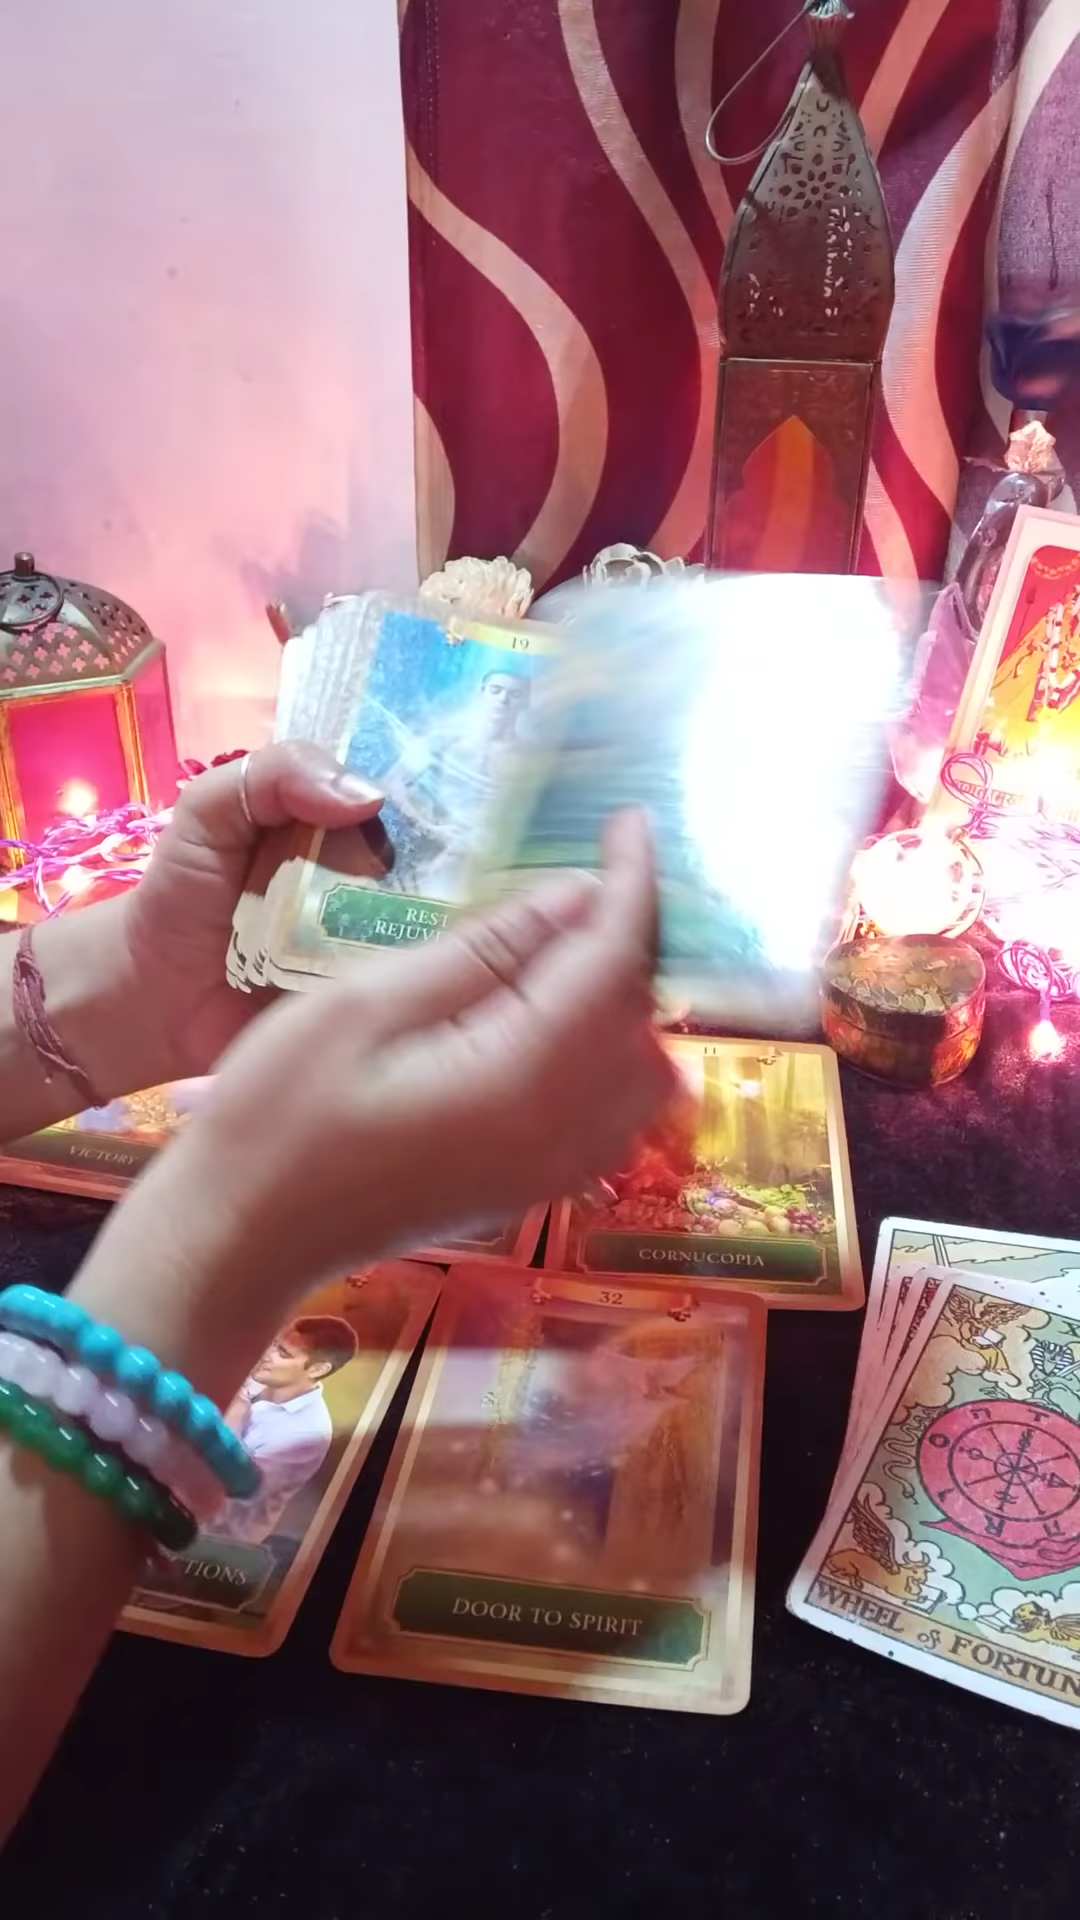 19
REST
REJUV
VICTORY
11
CORNUCOPIA
TIONS
32
DOOR TO SPIRIT
X
WHEEL of FORTUN